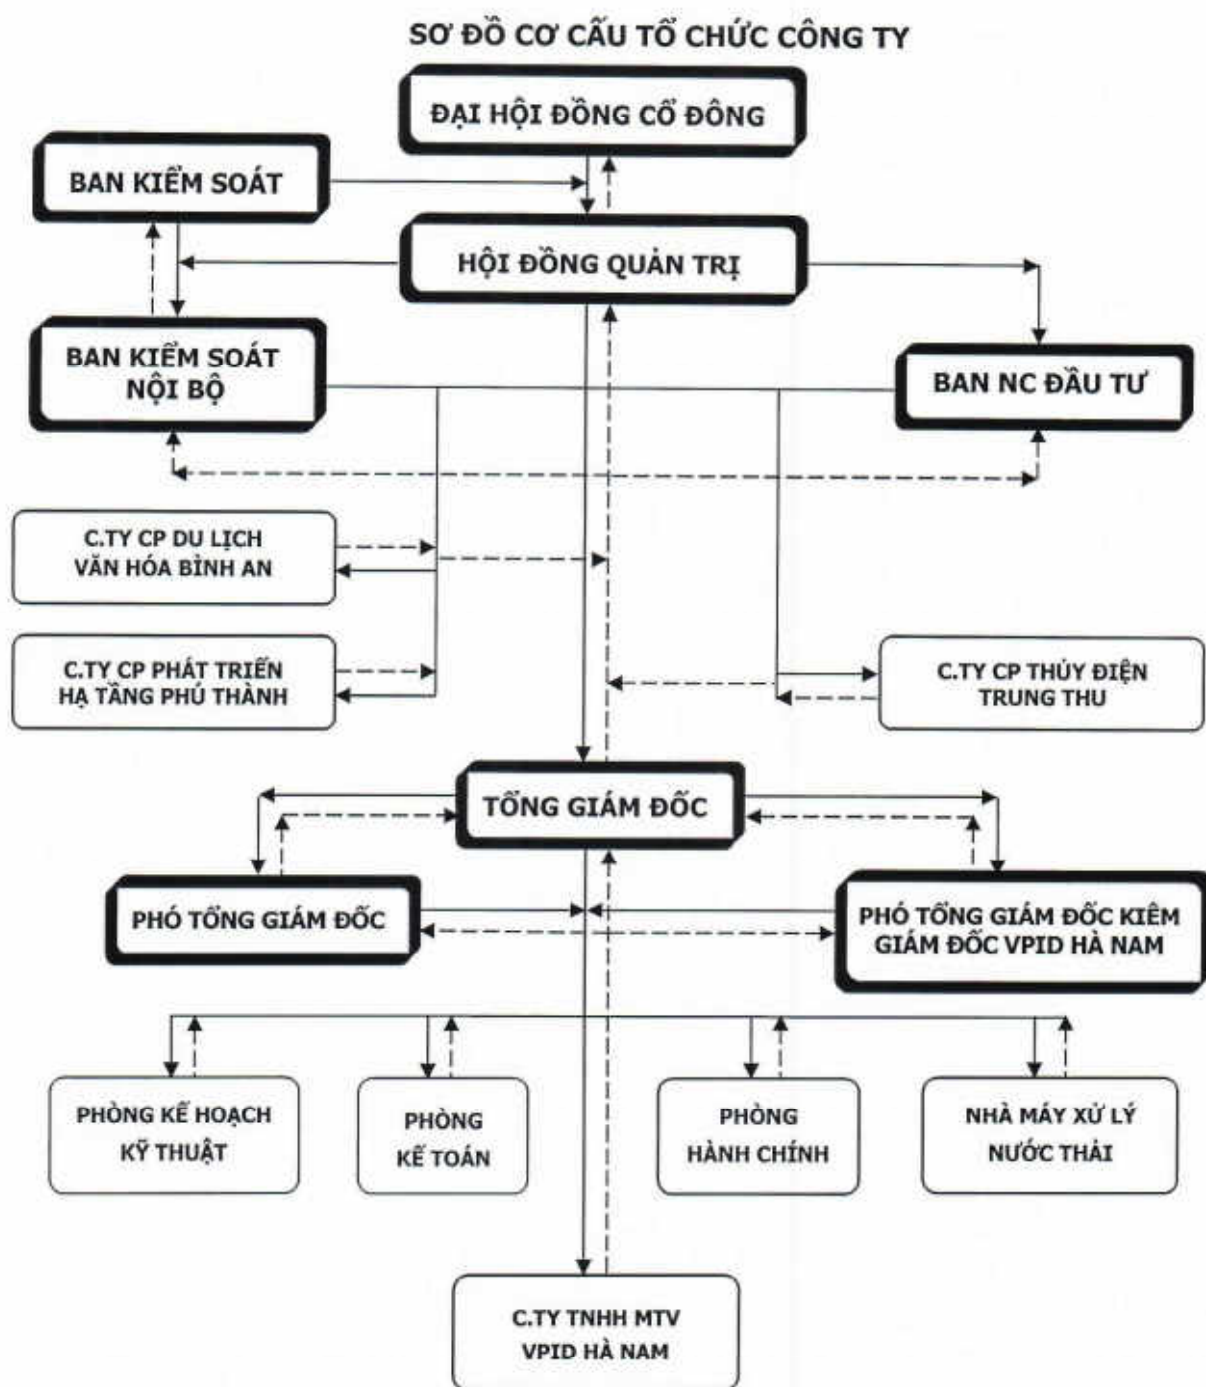 SƠ ĐỒ CƠ CẤU TỔ CHỨC CÔNG TY
ĐẠI HỘI ĐỒNG CỔ ĐÔNG
BAN KIỂM SOÁT
HỘI ĐỒNG QUẢN TRỊ
BAN KIỂM SOÁT
NỘI BỘ
BAN NC ĐẦU TƯ
C.TY CP DU LỊCH
VĂN HÓA BÌNH AN
C.TY CP PHÁT TRIỂN
HẠ TẦNG PHÚ THÀNH
C.TY CP THỦY ĐIỆN
TRUNG THU
TỔNG GIÁM ĐỐC
PHÓ TỔNG GIÁM ĐỐC
PHÓ TỔNG GIÁM ĐỐC KIÊM
GIÁM ĐỐC VPID HÀ NAM
PHÒNG KẾ HOẠCH
KỸ THUẬT
PHÒNG
KẾ TOÁN
PHÒNG
HÀNH CHÍNH
NHÀ MÁY XỬ LÝ
NƯỚC THẢI
C.TY TNHH MTV
VPID HÀ NAM